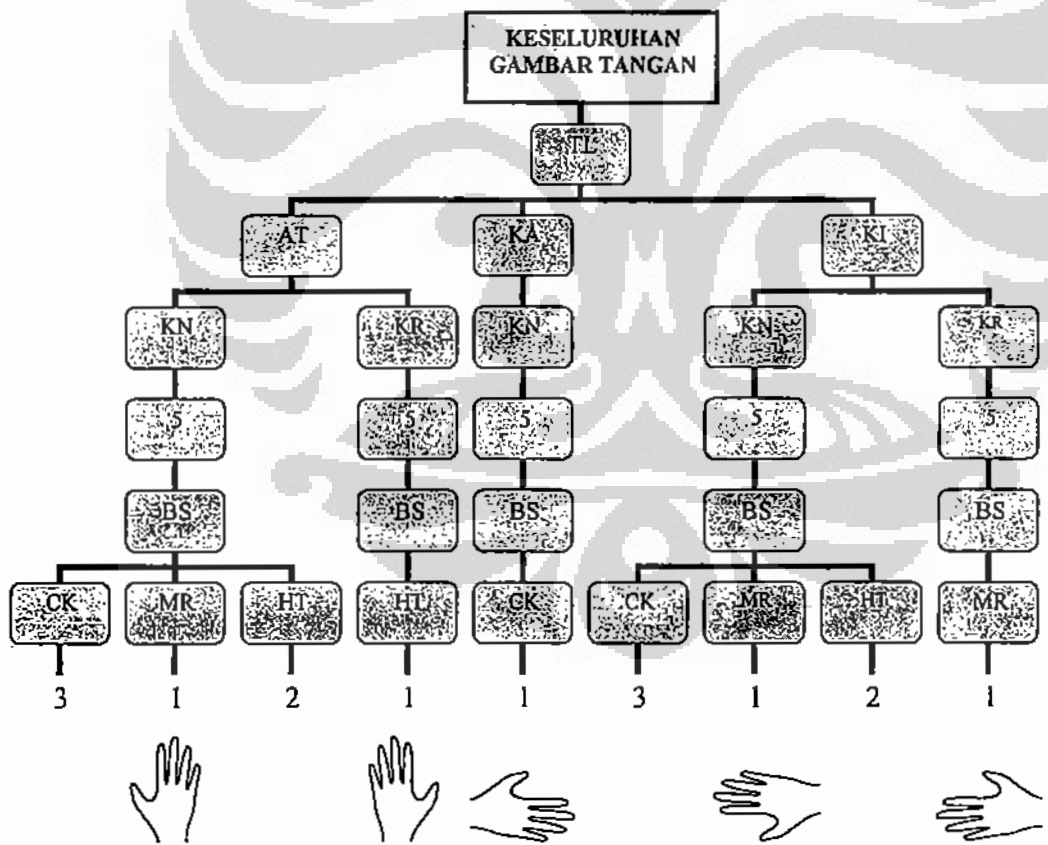 KESELURUHAN
GAMBAR TANGAN
TL
AT KA KI
KN KR KN KN KR
5 5 5 5 5
BS BS BS BS BS
CK MR HT HT CK CK MR HT MR
3 1 2 1 1 3 1 2 1